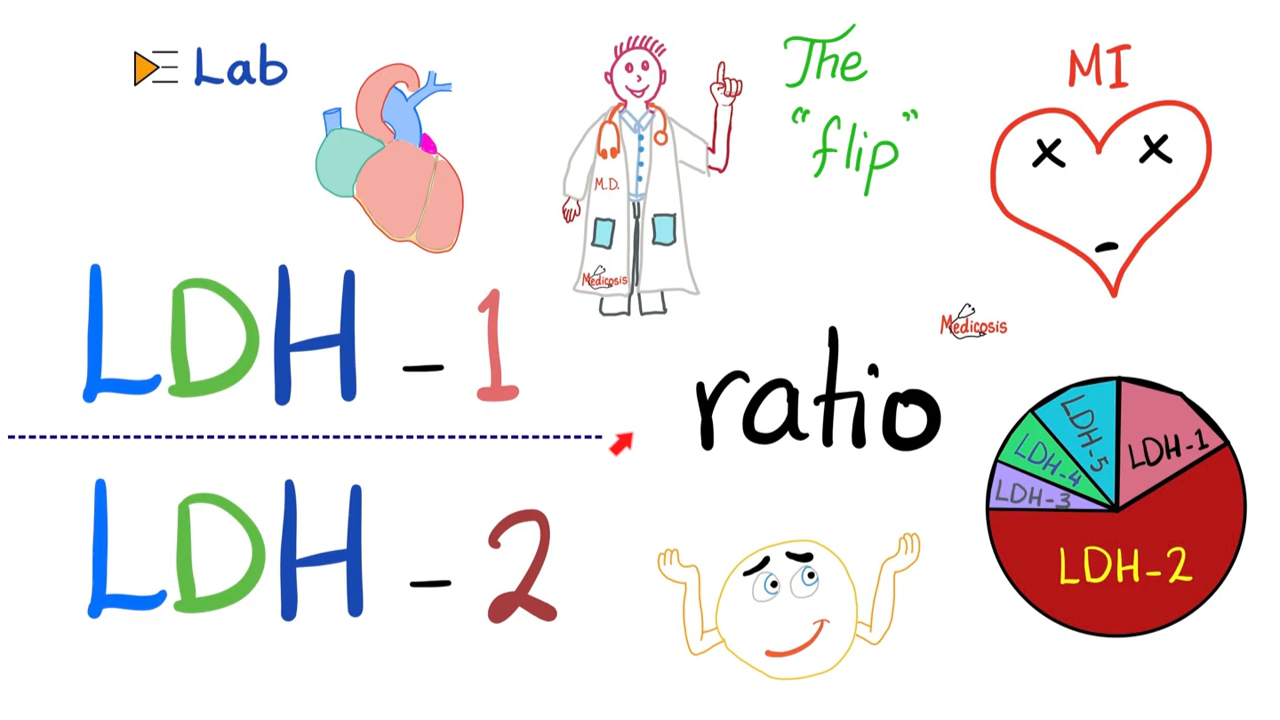 Lab
The
"flip"
MI
M.D.
Medicosis
LDH - 1
LDH - 2
ratio
Medicosis
LDH-1
LDH-2
LDH-3
LDH-4
LDH-5